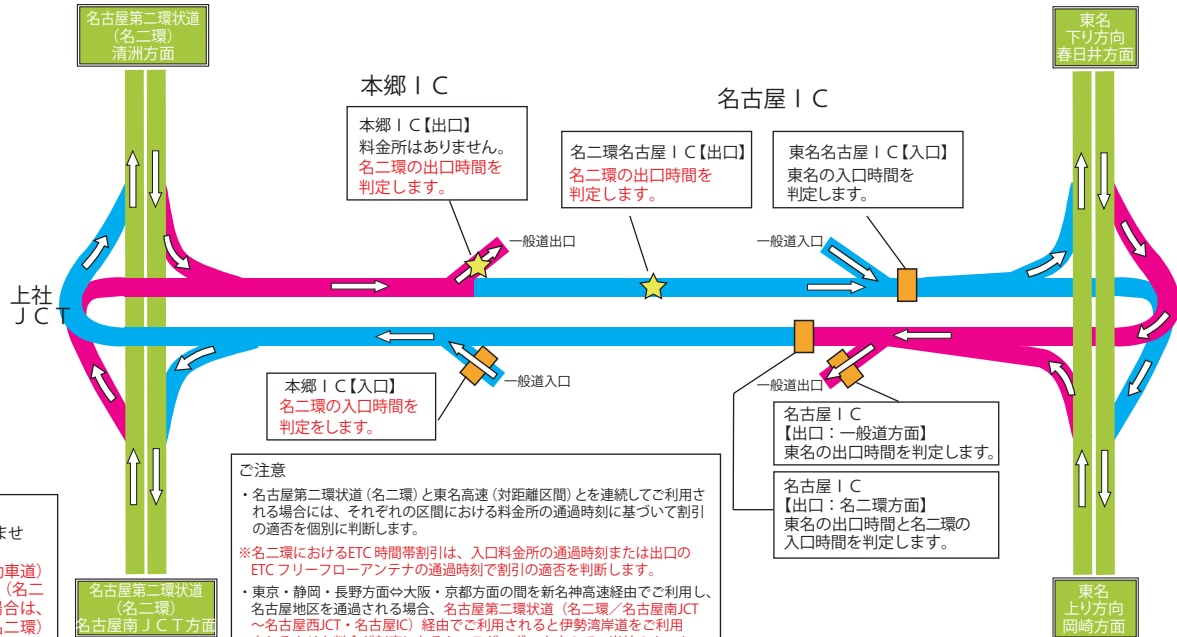 名古屋第二環状道
(名二環)
清洲方面
東名
下り方向
春日井方面
本郷ＩＣ
名古屋ＩＣ
本郷ＩＣ【出口】
料金所はありません。
名二環の出口時間を
判定します。
名二環名古屋ＩＣ【出口】
名二環の出口時間を
判定します。
東名名古屋ＩＣ【入口】
東名の入口時間を
判定します。
一般道出口
一般道入口
上社
ＪＣＴ
本郷ＩＣ【入口】
名二環の入口時間を
判定をします。
一般道入口
一般道出口
名古屋ＩＣ
【出口：一般道方面】
東名の出口時間を判定します。
名古屋ＩＣ
【出口：名二環方面】
東名の出口時間と名二環の
入口時間を判定します。
ご注意
・名古屋第二環状道（名二環）と東名高速（対距離区間）とを連続してご利用さ
れる場合には、それぞれの区間における料金所の通過時刻に基づいて割引
の適否を個別に判断します。
※名二環におけるETC時間帯割引は、入口料金所の通過時刻または出口の
ETCフリーフローアンテナの通過時刻で割引の適否を判断します。
・東京・静岡・長野方面⇔大阪・京都方面の間を新名神高速経由でご利用し、
名古屋地区を通過される場合、名古屋第二環状道（名二環／名古屋南JCT
～名古屋西JCT・名古屋IC）経由でご利用されると伊勢湾岸道をご利用
ませ
動車道）
（名二
場合は、
名二環）
名古屋第二環状道
(名二環)
名古屋南ＪＣＴ方面
東名
上り方向
岡崎方面